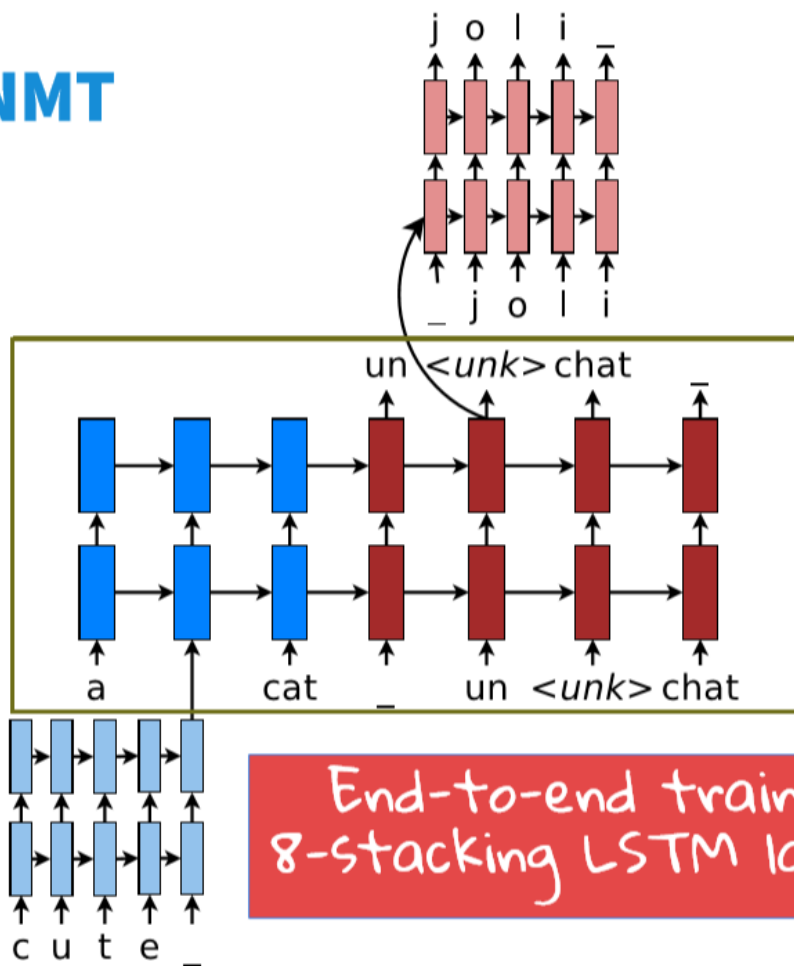 NMT
j o l i _
_ j o l i
un <unk> chat _
a cat _ un <unk> chat
c u t e _
End-to-end train
8-stacking LSTM la